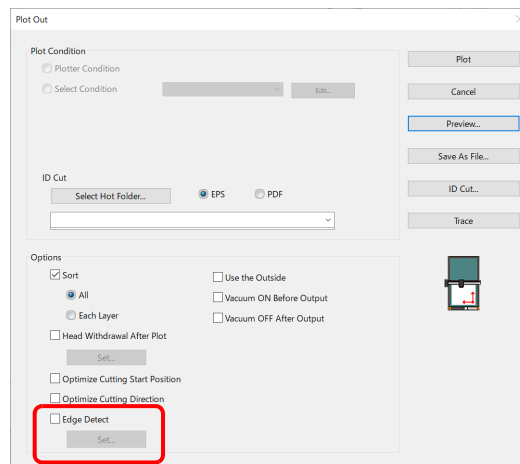 Plot Out
Plot Condition
Plotter Condition
Select Condition
Edit...
ID Cut
Select Hot Folder...
EPS
PDF
Plot
Cancel
Preview...
Save As File...
ID Cut...
Trace
Options
Sort
All
Each Layer
Head Withdrawal After Plot
Set...
Optimize Cutting Start Position
Optimize Cutting Direction
Edge Detect
Set...
Use the Outside
Vacuum ON Before Output
Vacuum OFF After Output